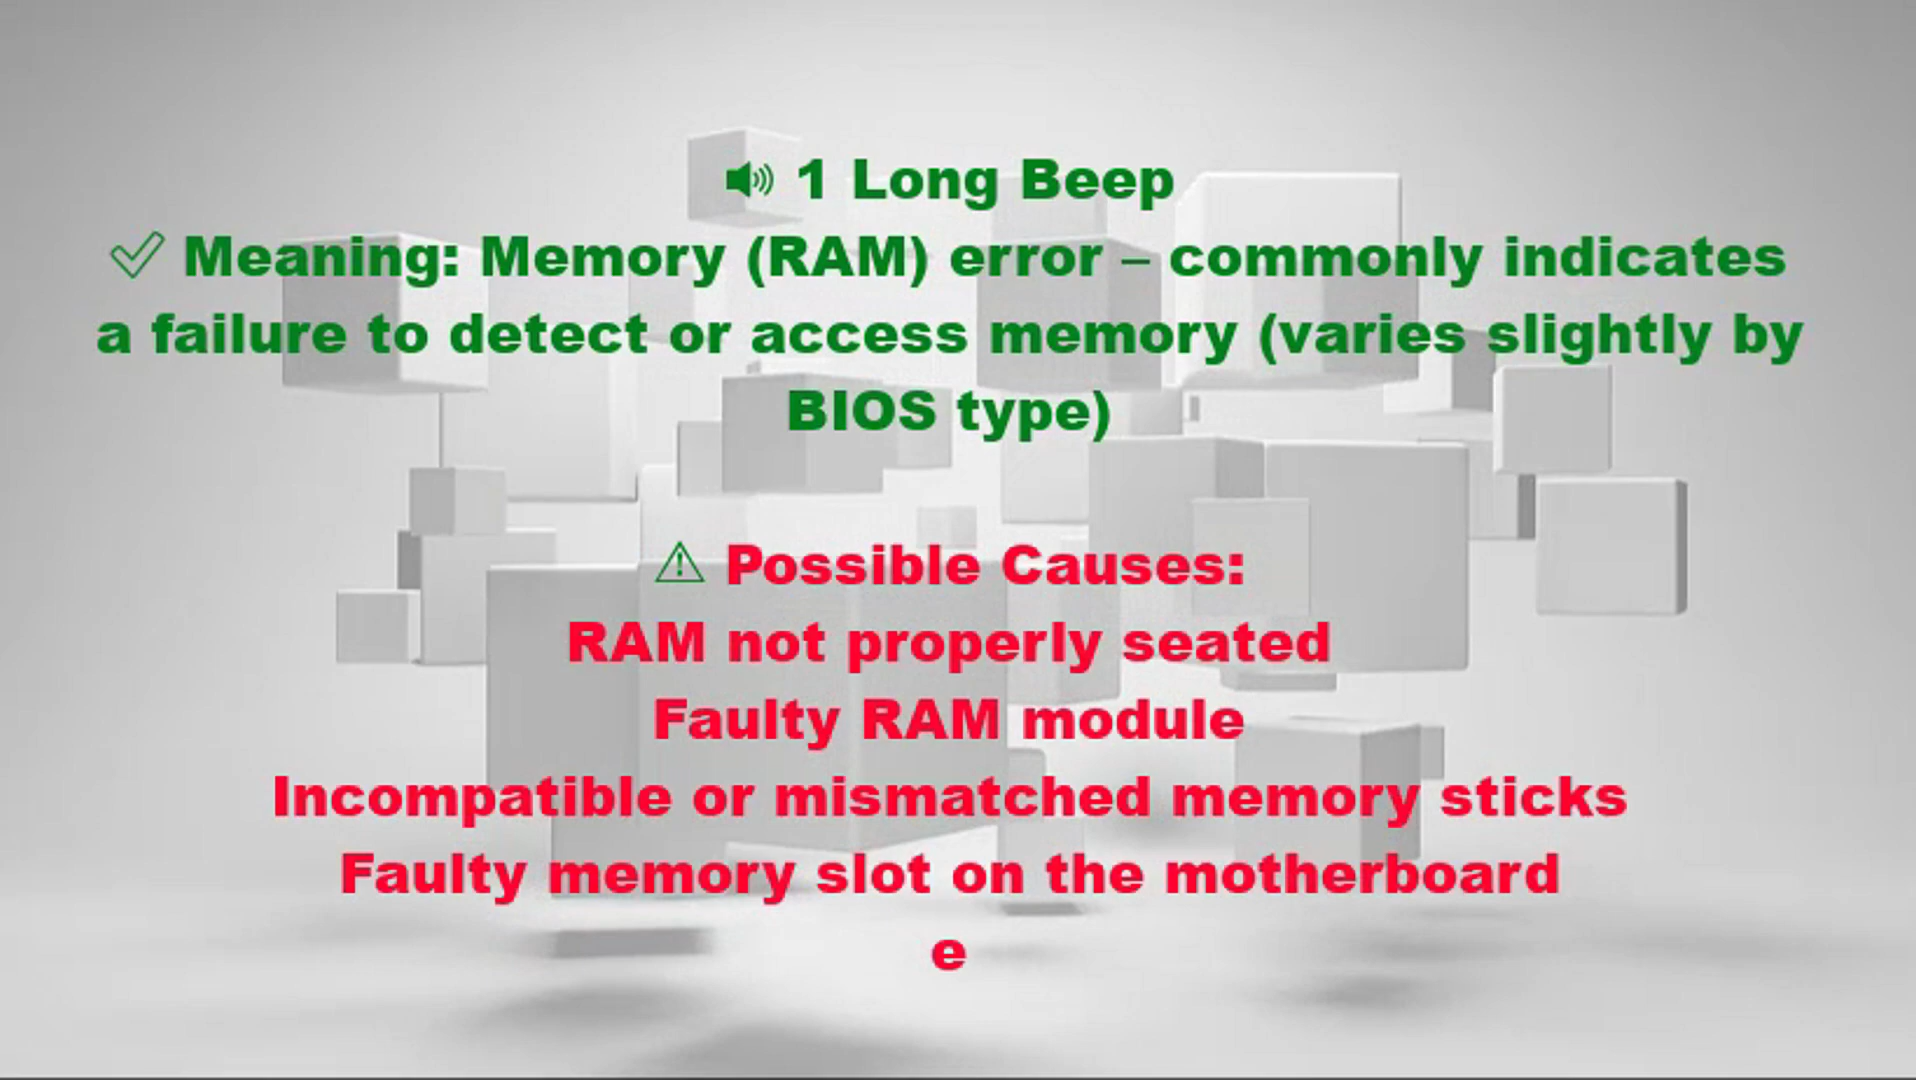 🔊 1 Long Beep
✅ Meaning: Memory (RAM) error – commonly indicates
a failure to detect or access memory (varies slightly by
BIOS type)
⚠ Possible Causes:
RAM not properly seated
Faulty RAM module
Incompatible or mismatched memory sticks
Faulty memory slot on the motherboard
e